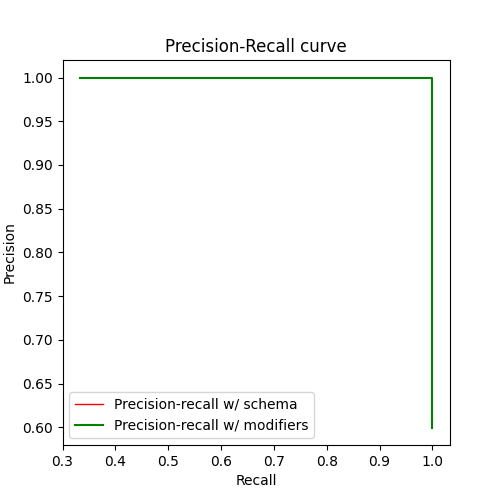 Precision-Recall curve
1.00
0.95
0.90
0.85
0.80
0.75
0.70
0.65
0.60
Precision
Precision-recall w/ schema
Precision-recall w/ modifiers
0.3 0.4 0.5 0.6 0.7 0.8 0.9 1.0
Recall